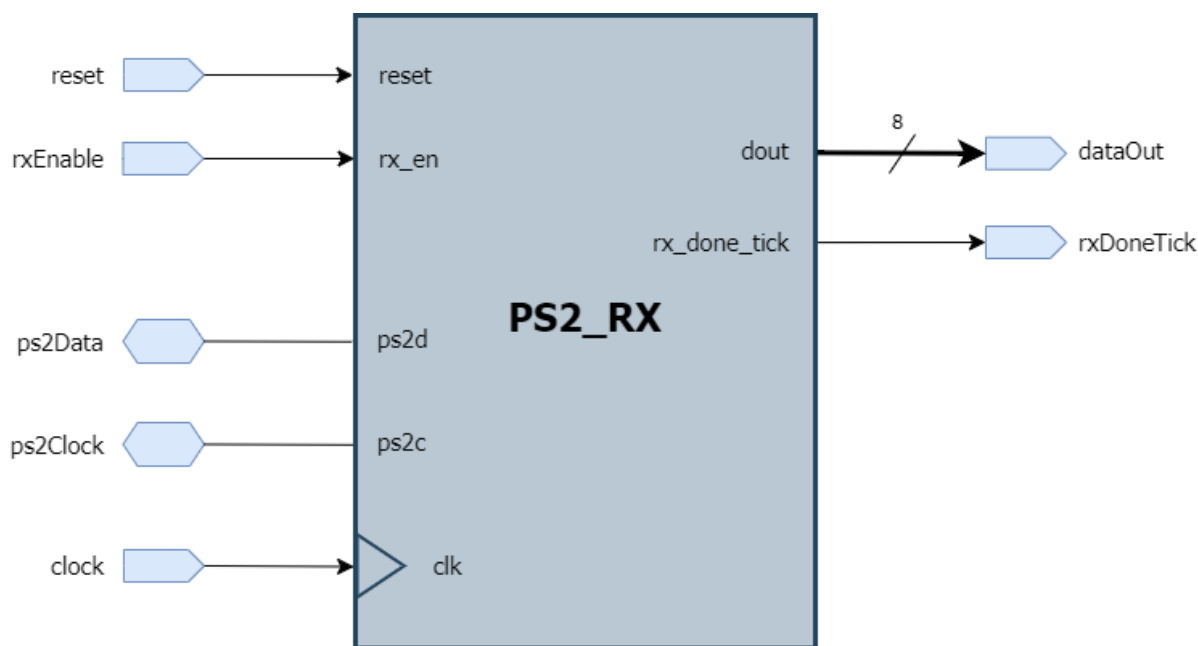 reset
reset
rxEnable
rx_en
8
dout
dataOut
rx_done_tick
rxDoneTick
PS2_RX
ps2Data
ps2d
ps2Clock
ps2c
clock
clk